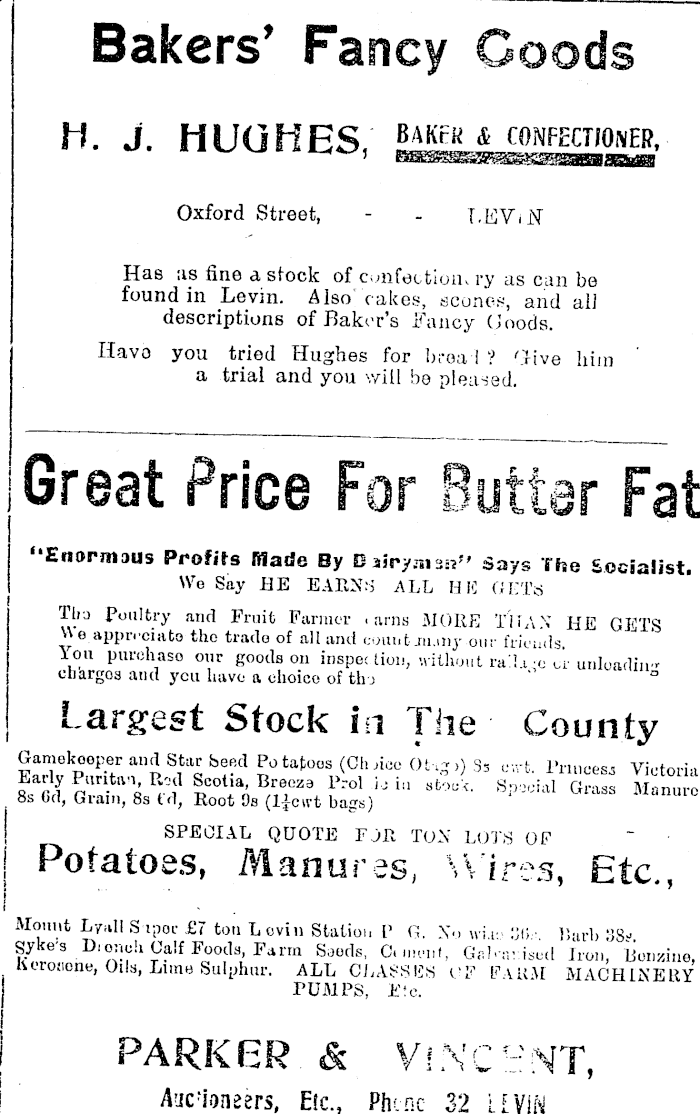 Bakers' Fancy Goods
H. J. HUGHES, BAKER & CONFECTIONER,
Oxford Street, - - LEVIN
Has as fine a stock of confectionery as can be
found in Levin. Also cakes, scones, and all
descriptions of Baker's Fancy Goods.
Have you tried Hughes for bread? Give him
a trial and you will be pleased.
Great Price For Butter Fat
"Enormous Profits Made By Dairymen" Says The Socialist.
We Say HE EARNS ALL HE GETS
The Poultry and Fruit Farmer earns MORE THAN HE GETS
We appreciate the trade of all and count many our friends.
You purchase our goods on inspection, without railage or unloading
charges and you have a choice of the
Largest Stock in The County
Gamekeeper and Star Seed Potatoes (Choice Otago) 8s cwt. Princess Victoria
Early Puritan, Red Scotia, Breeze Prolific in stock. Special Grass Manure
8s 6d, Grain, 8s 6d, Root 9s (1¼cwt bags)
SPECIAL QUOTE FOR TON LOTS OF
Potatoes, Manures, Wires, Etc.,
Mount Lyall Super £7 ton Levin Station P G. No wire 36s. Barb 38s.
Syke's Drench Calf Foods, Farm Seeds, Cement, Galvanised Iron, Benzine,
Kerosene, Oils, Lime Sulphur. ALL CLASSES OF FARM MACHINERY
PUMPS, Etc.
PARKER & VINCENT,
Auctioneers, Etc., Phone 32 LEVIN